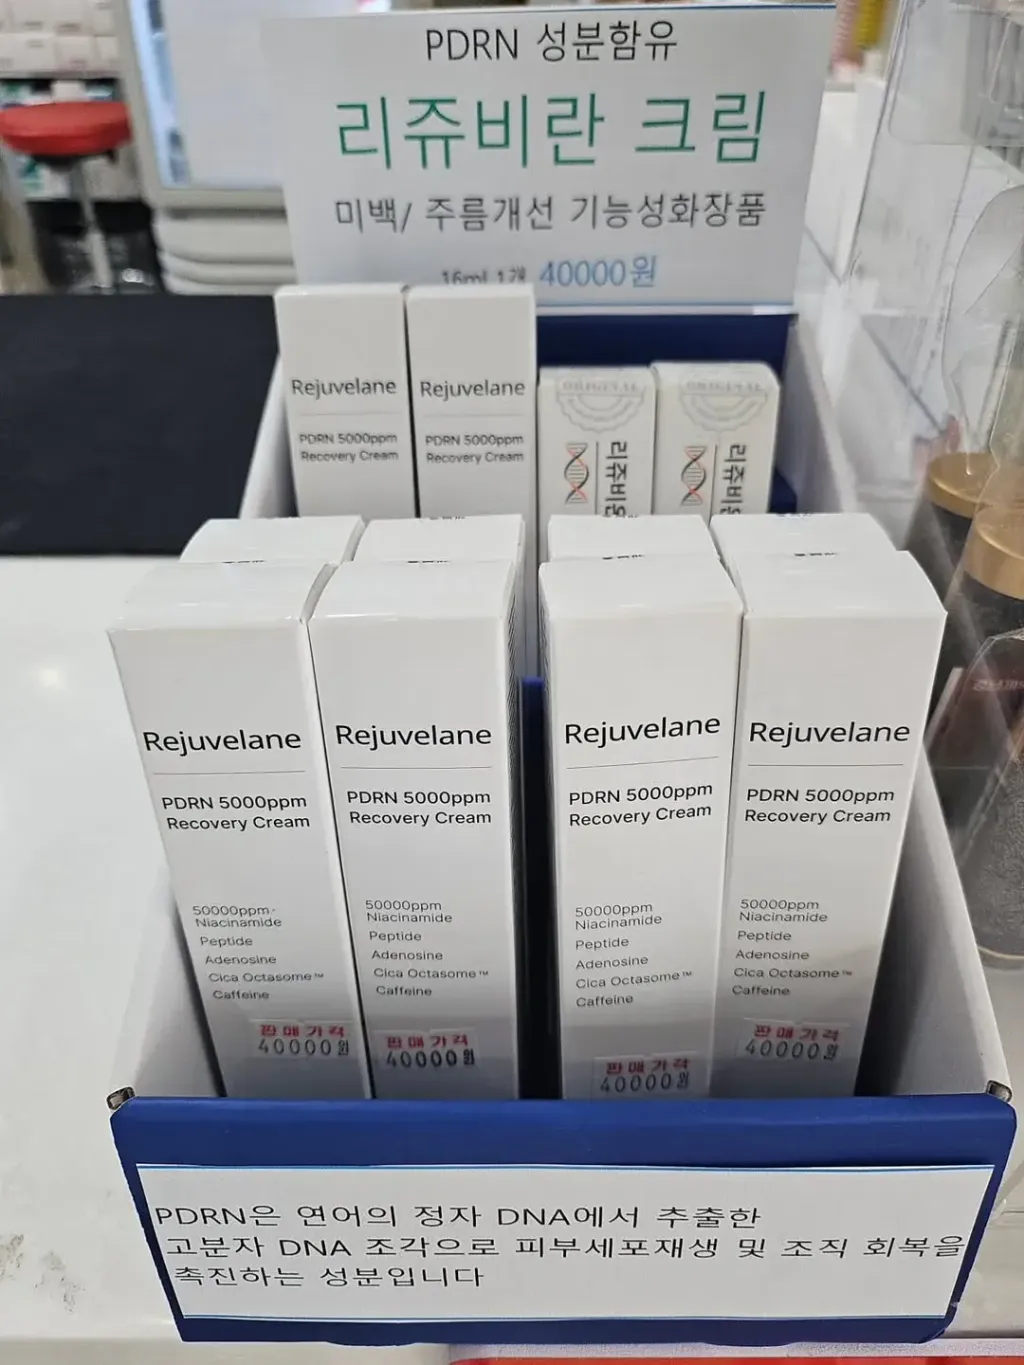 PDRN 성분함유
리쥬비란 크림
미백/ 주름개선 기능성화장품
16ml 1개 40000원
Rejuvelane
PDRN 5000ppm
Recovery Cream
Rejuvelane
PDRN 5000ppm
Recovery Cream
ORIGINAL
리쥬비
ORIGINAL
리쥬비
Rejuvelane
PDRN 5000ppm
Recovery Cream
50000ppm
Niacinamide
Peptide
Adenosine
Cica Octasome™
Caffeine
판매가격
40000원
Rejuvelane
PDRN 5000ppm
Recovery Cream
50000ppm
Niacinamide
Peptide
Adenosine
Cica Octasome™
Caffeine
판매가격
40000원
Rejuvelane
PDRN 5000ppm
Recovery Cream
50000ppm
Niacinamide
Peptide
Adenosine
Cica Octasome™
Caffeine
판매가격
40000원
Rejuvelane
PDRN 5000ppm
Recovery Cream
50000ppm
Niacinamide
Peptide
Adenosine
Cica Octasome™
Caffeine
판매가격
40000원
PDRN은 연어의 정자 DNA에서 추출한
고분자 DNA 조각으로 피부세포재생 및 조직 회복을
촉진하는 성분입니다